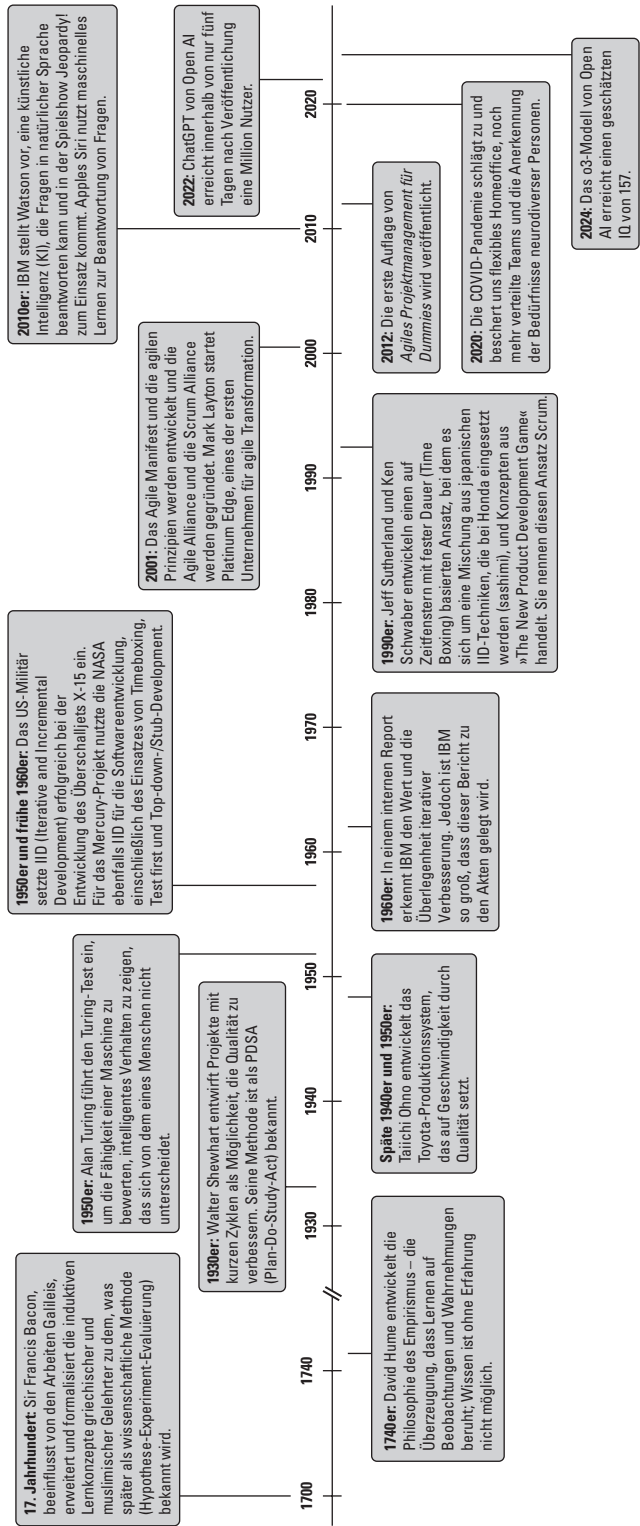 17. Jahrhundert: Sir Francis Bacon,
beeinflusst von den Arbeiten Galileis,
erweitert und formalisiert die induktiven
Lernkonzepte griechischer und
muslimischer Gelehrter zu dem, was
später als wissenschaftliche Methode
(Hypothese-Experiment-Evaluierung)
bekannt wird.
1950er: Alan Turing führt den Turing-Test ein,
um die Fähigkeit einer Maschine zu
bewerten, intelligentes Verhalten zu zeigen,
das sich von dem eines Menschen nicht
unterscheidet.
1930er: Walter Shewhart entwirft Projekte mit
kurzen Zyklen als Möglichkeit, die Qualität zu
verbessern. Seine Methode ist als PDSA
(Plan-Do-Study-Act) bekannt.
1950er und frühe 1960er: Das US-Militär
setzte IID (Iterative and Incremental
Development) erfolgreich bei der
Entwicklung des Überschalljets X-15 ein.
Für das Mercury-Projekt nutzte die NASA
ebenfalls IID für die Softwareentwicklung,
einschließlich des Einsatzes von Timeboxing,
Test first und Top-down-/Stub-Development.
2001: Das Agile Manifest und die agilen
Prinzipien werden entwickelt und die
Agile Alliance und die Scrum Alliance
werden gegründet. Mark Layton startet
Platinum Edge, eines der ersten
Unternehmen für agile Transformation.
2010er: IBM stellt Watson vor, eine künstliche
Intelligenz (KI), die Fragen in natürlicher Sprache
beantworten kann und in der Spielshow Jeopardy!
zum Einsatz kommt. Apples Siri nutzt maschinelles
Lernen zur Beantwortung von Fragen.
2022: ChatGPT von Open AI
erreicht innerhalb von nur fünf
Tagen nach Veröffentlichung
eine Million Nutzer.
1700 1740 1930 1940 1950 1960 1970 1980 1990 2000 2010 2020
1740er: David Hume entwickelt die
Philosophie des Empirismus – die
Überzeugung, dass Lernen auf
Beobachtungen und Wahrnehmungen
beruht; Wissen ist ohne Erfahrung
nicht möglich.
Späte 1940er und 1950er:
Taiichi Ohno entwickelt das
Toyota-Produktionssystem,
das auf Geschwindigkeit durch
Qualität setzt.
1960er: In einem internen Report
erkennt IBM den Wert und die
Überlegenheit iterativer
Verbesserung. Jedoch ist IBM
so groß, dass dieser Bericht zu
den Akten gelegt wird.
1990er: Jeff Sutherland und Ken
Schwaber entwickeln einen auf
Zeitfenstern mit fester Dauer (Time
Boxing) basierten Ansatz, bei dem es
sich um eine Mischung aus japanischen
IID-Techniken, die bei Honda eingesetzt
werden (sashimi), und Konzepten aus
»The New Product Development Game«
handelt. Sie nennen diesen Ansatz Scrum.
2012: Die erste Auflage von
Agiles Projektmanagement für
Dummies wird veröffentlicht.
2020: Die COVID-Pandemie schlägt zu und
beschert uns flexibles Homeoffice, noch
mehr verteilte Teams und die Anerkennung
der Bedürfnisse neurodiverser Personen.
2024: Das o3-Modell von Open
AI erreicht einen geschätzten
IQ von 157.